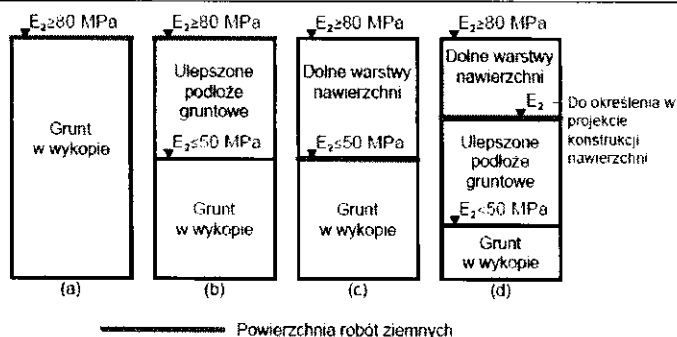 E₂≥80 MPa
Grunt
w wykopie
(a)
E₂≥80 MPa
Ulepszone
podłoże
gruntowe
E₂≤50 MPa
Grunt
w wykopie
(b)
E₂≥80 MPa
Dolne warstwy
nawierzchni
E₂≤50 MPa
Grunt
w wykopie
(c)
E₂≥80 MPa
Dolne warstwy
nawierzchni
E₂
Do określenia w
projekcie
konstrukcji
nawierzchni
Ulepszone
podłoże
gruntowe
E₂<50 MPa
Grunt
w wykopie
(d)
Powierzchnia robót ziemnych